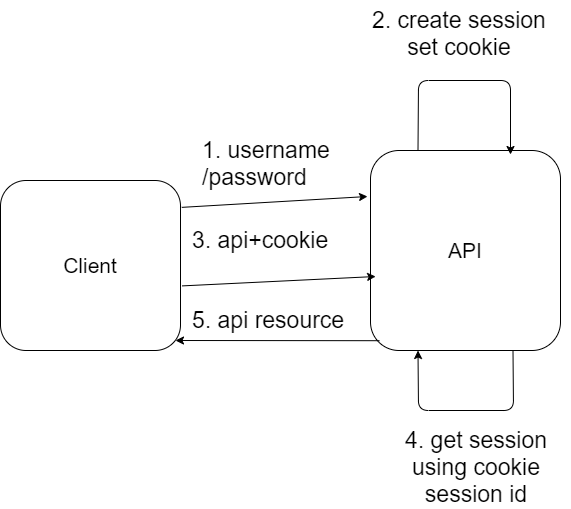 2. create session
set cookie
1. username
/password
Client
3. api+cookie
API
5. api resource
4. get session
using cookie
session id